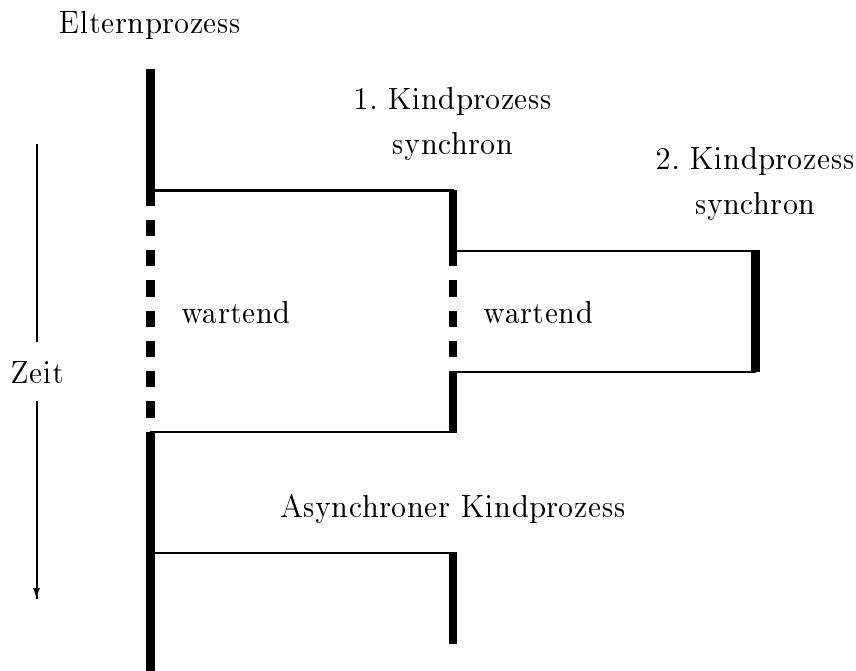 Elternprozess
1. Kindprozess
synchron
2. Kindprozess
synchron
wartend
wartend
Zeit
Asynchroner Kindprozess